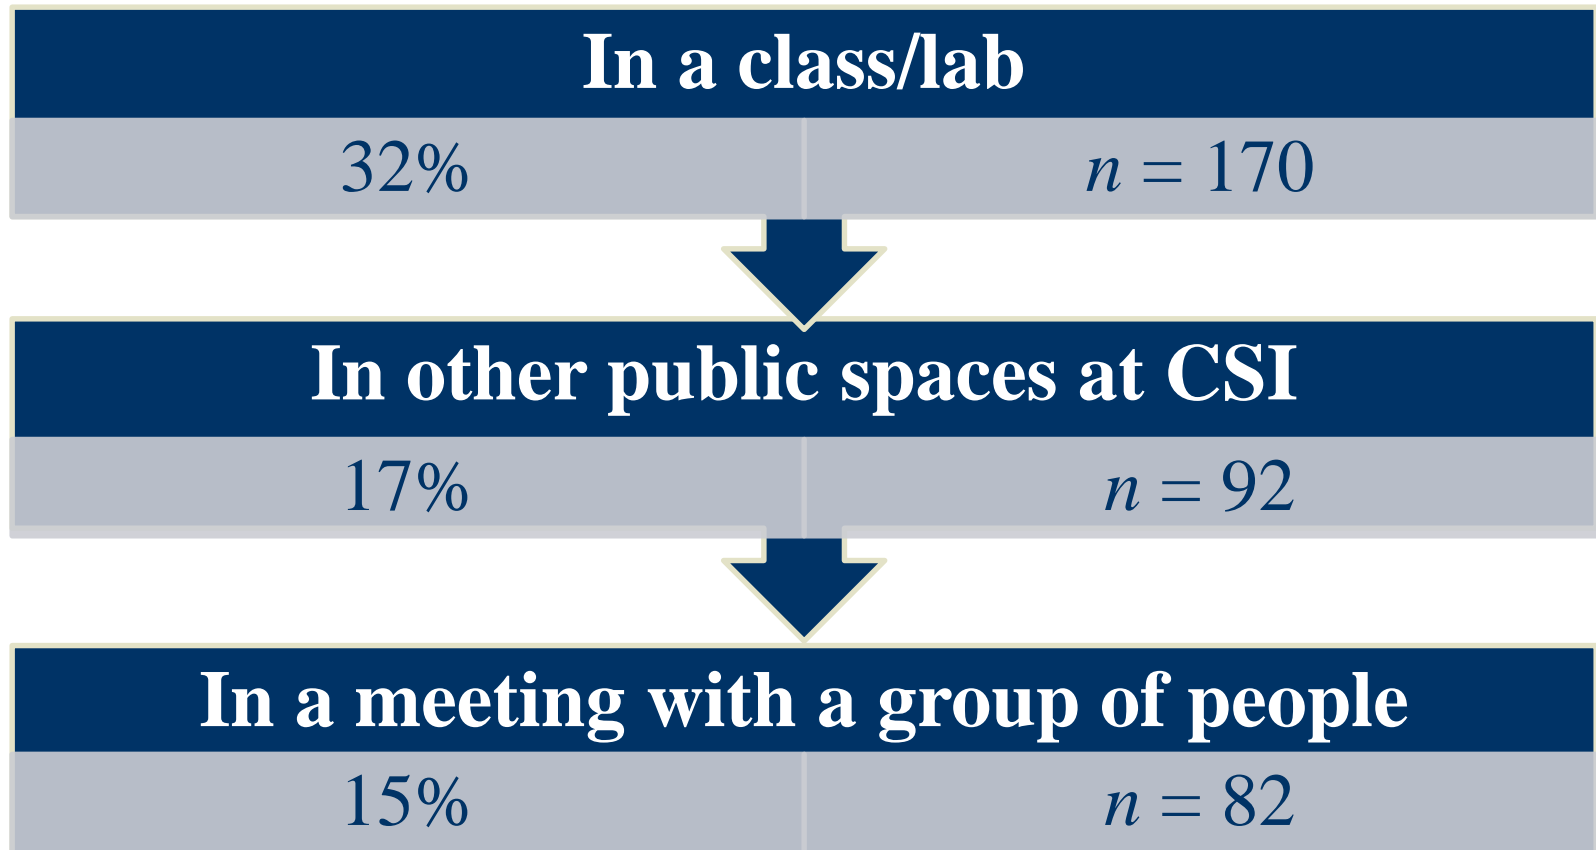 In a class/lab
32% n = 170
In other public spaces at CSI
17% n = 92
In a meeting with a group of people
15% n = 82